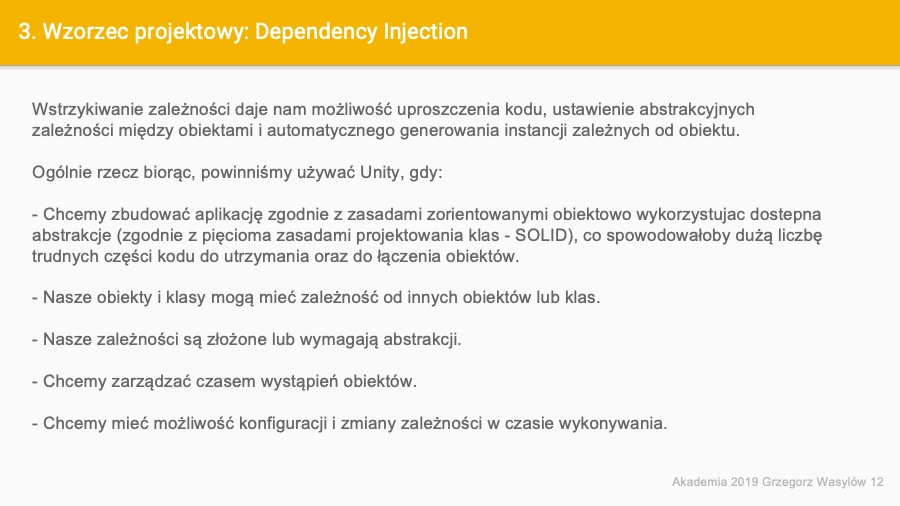 3. Wzorzec projektowy: Dependency Injection
Wstrzykiwanie zależności daje nam możliwość uproszczenia kodu, ustawienie abstrakcyjnych
zależności między obiektami i automatycznego generowania instancji zależnych od obiektu.
Ogólnie rzecz biorąc, powinniśmy używać Unity, gdy:
- Chcemy zbudować aplikację zgodnie z zasadami zorientowanymi obiektowo wykorzystujac dostepna
abstrakcje (zgodnie z pięcioma zasadami projektowania klas - SOLID), co spowodowałoby dużą liczbę
trudnych części kodu do utrzymania oraz do łączenia obiektów.
- Nasze obiekty i klasy mogą mieć zależność od innych obiektów lub klas.
- Nasze zależności są złożone lub wymagają abstrakcji.
- Chcemy zarządzać czasem wystąpień obiektów.
- Chcemy mieć możliwość konfiguracji i zmiany zależności w czasie wykonywania.
Akademia 2019 Grzegorz Wasylów 12